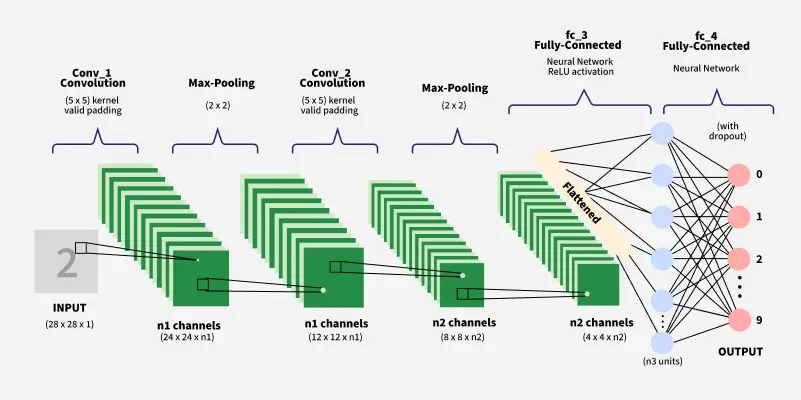 Conv_1
Convolution
(5 x 5) kernel
valid padding
Max-Pooling
(2 x 2)
Conv_2
Convolution
(5 x 5) kernel
valid padding
Max-Pooling
(2 x 2)
fc_3
Fully-Connected
Neural Network
ReLU activation
fc_4
Fully-Connected
Neural Network
(with
dropout)
2
INPUT
(28 x 28 x 1)
n1 channels
(24 x 24 x n1)
n1 channels
(12 x 12 x n1)
n2 channels
(8 x 8 x n2)
n2 channels
(4 x 4 x n2)
Flattened
(n3 units)
0
1
2
9
OUTPUT